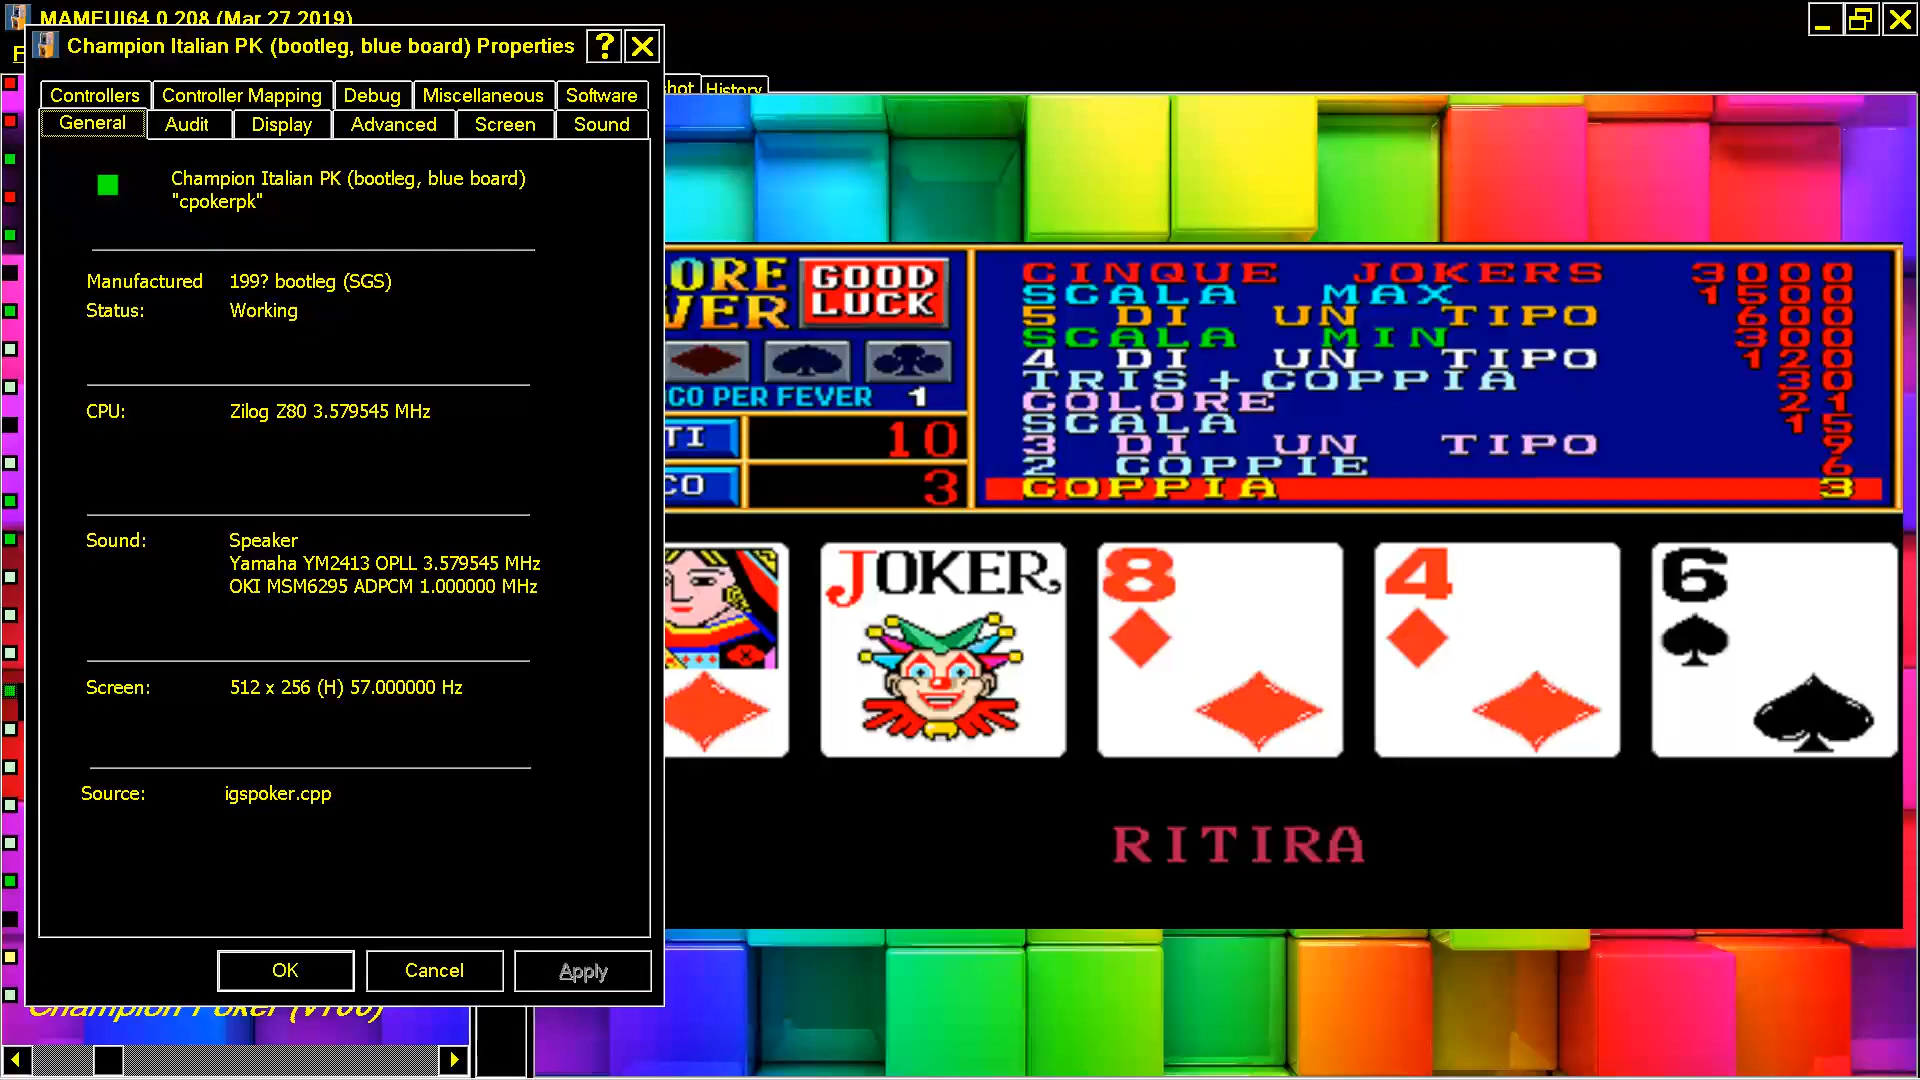 MAMEUI64 0.208 (Mar 27 2019)
Champion Italian PK (bootleg, blue board) Properties
?
F
Controllers
Controller Mapping
Debug
Miscellaneous
Software
General
Audit
Display
Advanced
Screen
Sound
hot
History
Champion Italian PK (bootleg, blue board)
"cpokerpk"
Manufactured 199? bootleg (SGS)
Status: Working
CPU: Zilog Z80 3.579545 MHz
Sound: Speaker
Yamaha YM2413 OPLL 3.579545 MHz
OKI MSM6295 ADPCM 1.000000 MHz
Screen: 512 x 256 (H) 57.000000 Hz
Source: igspoker.cpp
OK
Cancel
Apply
Champion Poker (V100)
ORE
VER
GOOD
LUCK
CO PER FEVER 1
TI 10
CO 3
CINQUE JOKERS 3000
SCALA MAX 1500
5 DI UN TIPO 600
SCALA MIN 300
4 DI UN TIPO 120
TRIS+COPPIA 30
COLORE 21
SCALA 15
3 DI UN TIPO 9
2 COPPIE 6
COPPIA 3
JOKER
8
4
6
RITIRA